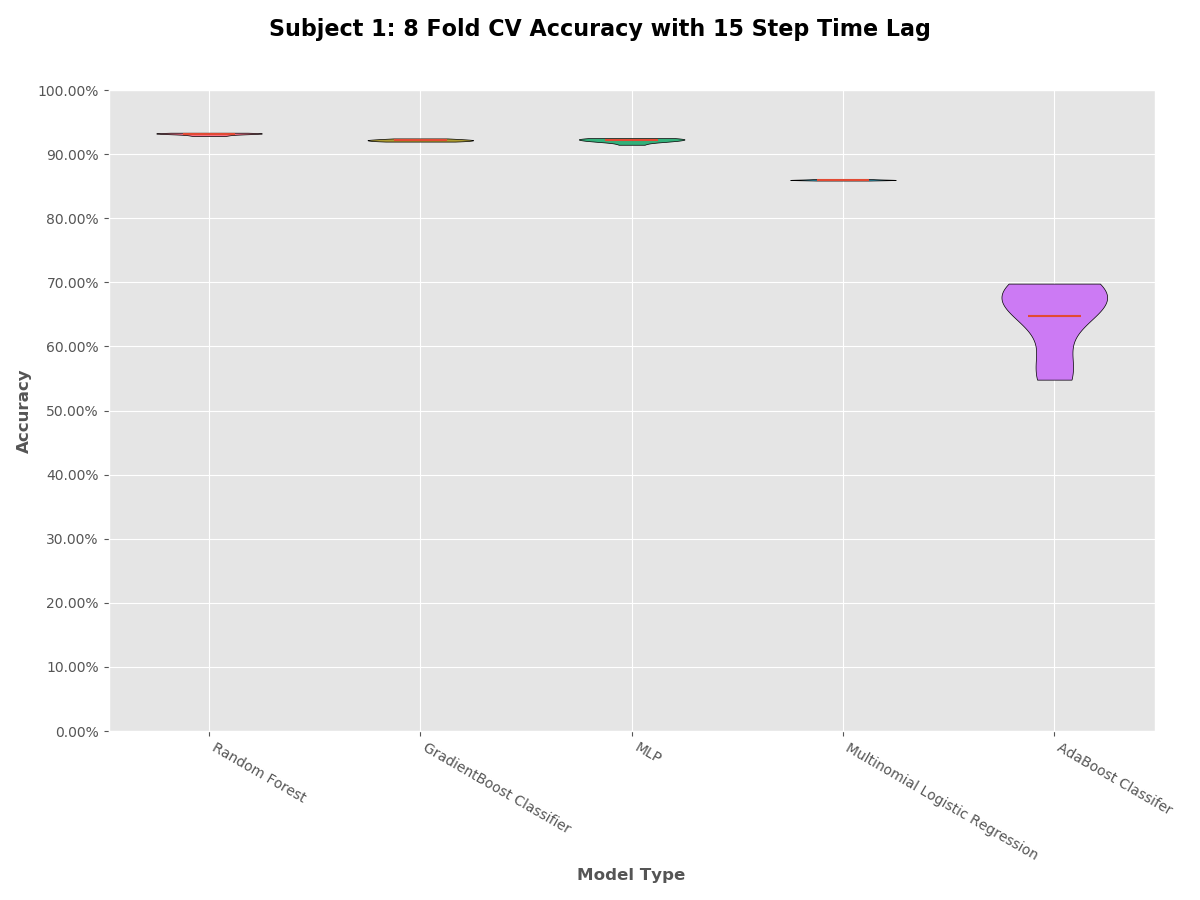 Subject 1: 8 Fold CV Accuracy with 15 Step Time Lag
100.00%
90.00%
80.00%
70.00%
60.00%
50.00%
40.00%
30.00%
20.00%
10.00%
0.00%
Accuracy
Random Forest
GradientBoost Classifier
MLP
Multinomial Logistic Regression
AdaBoost Classifer
Model Type